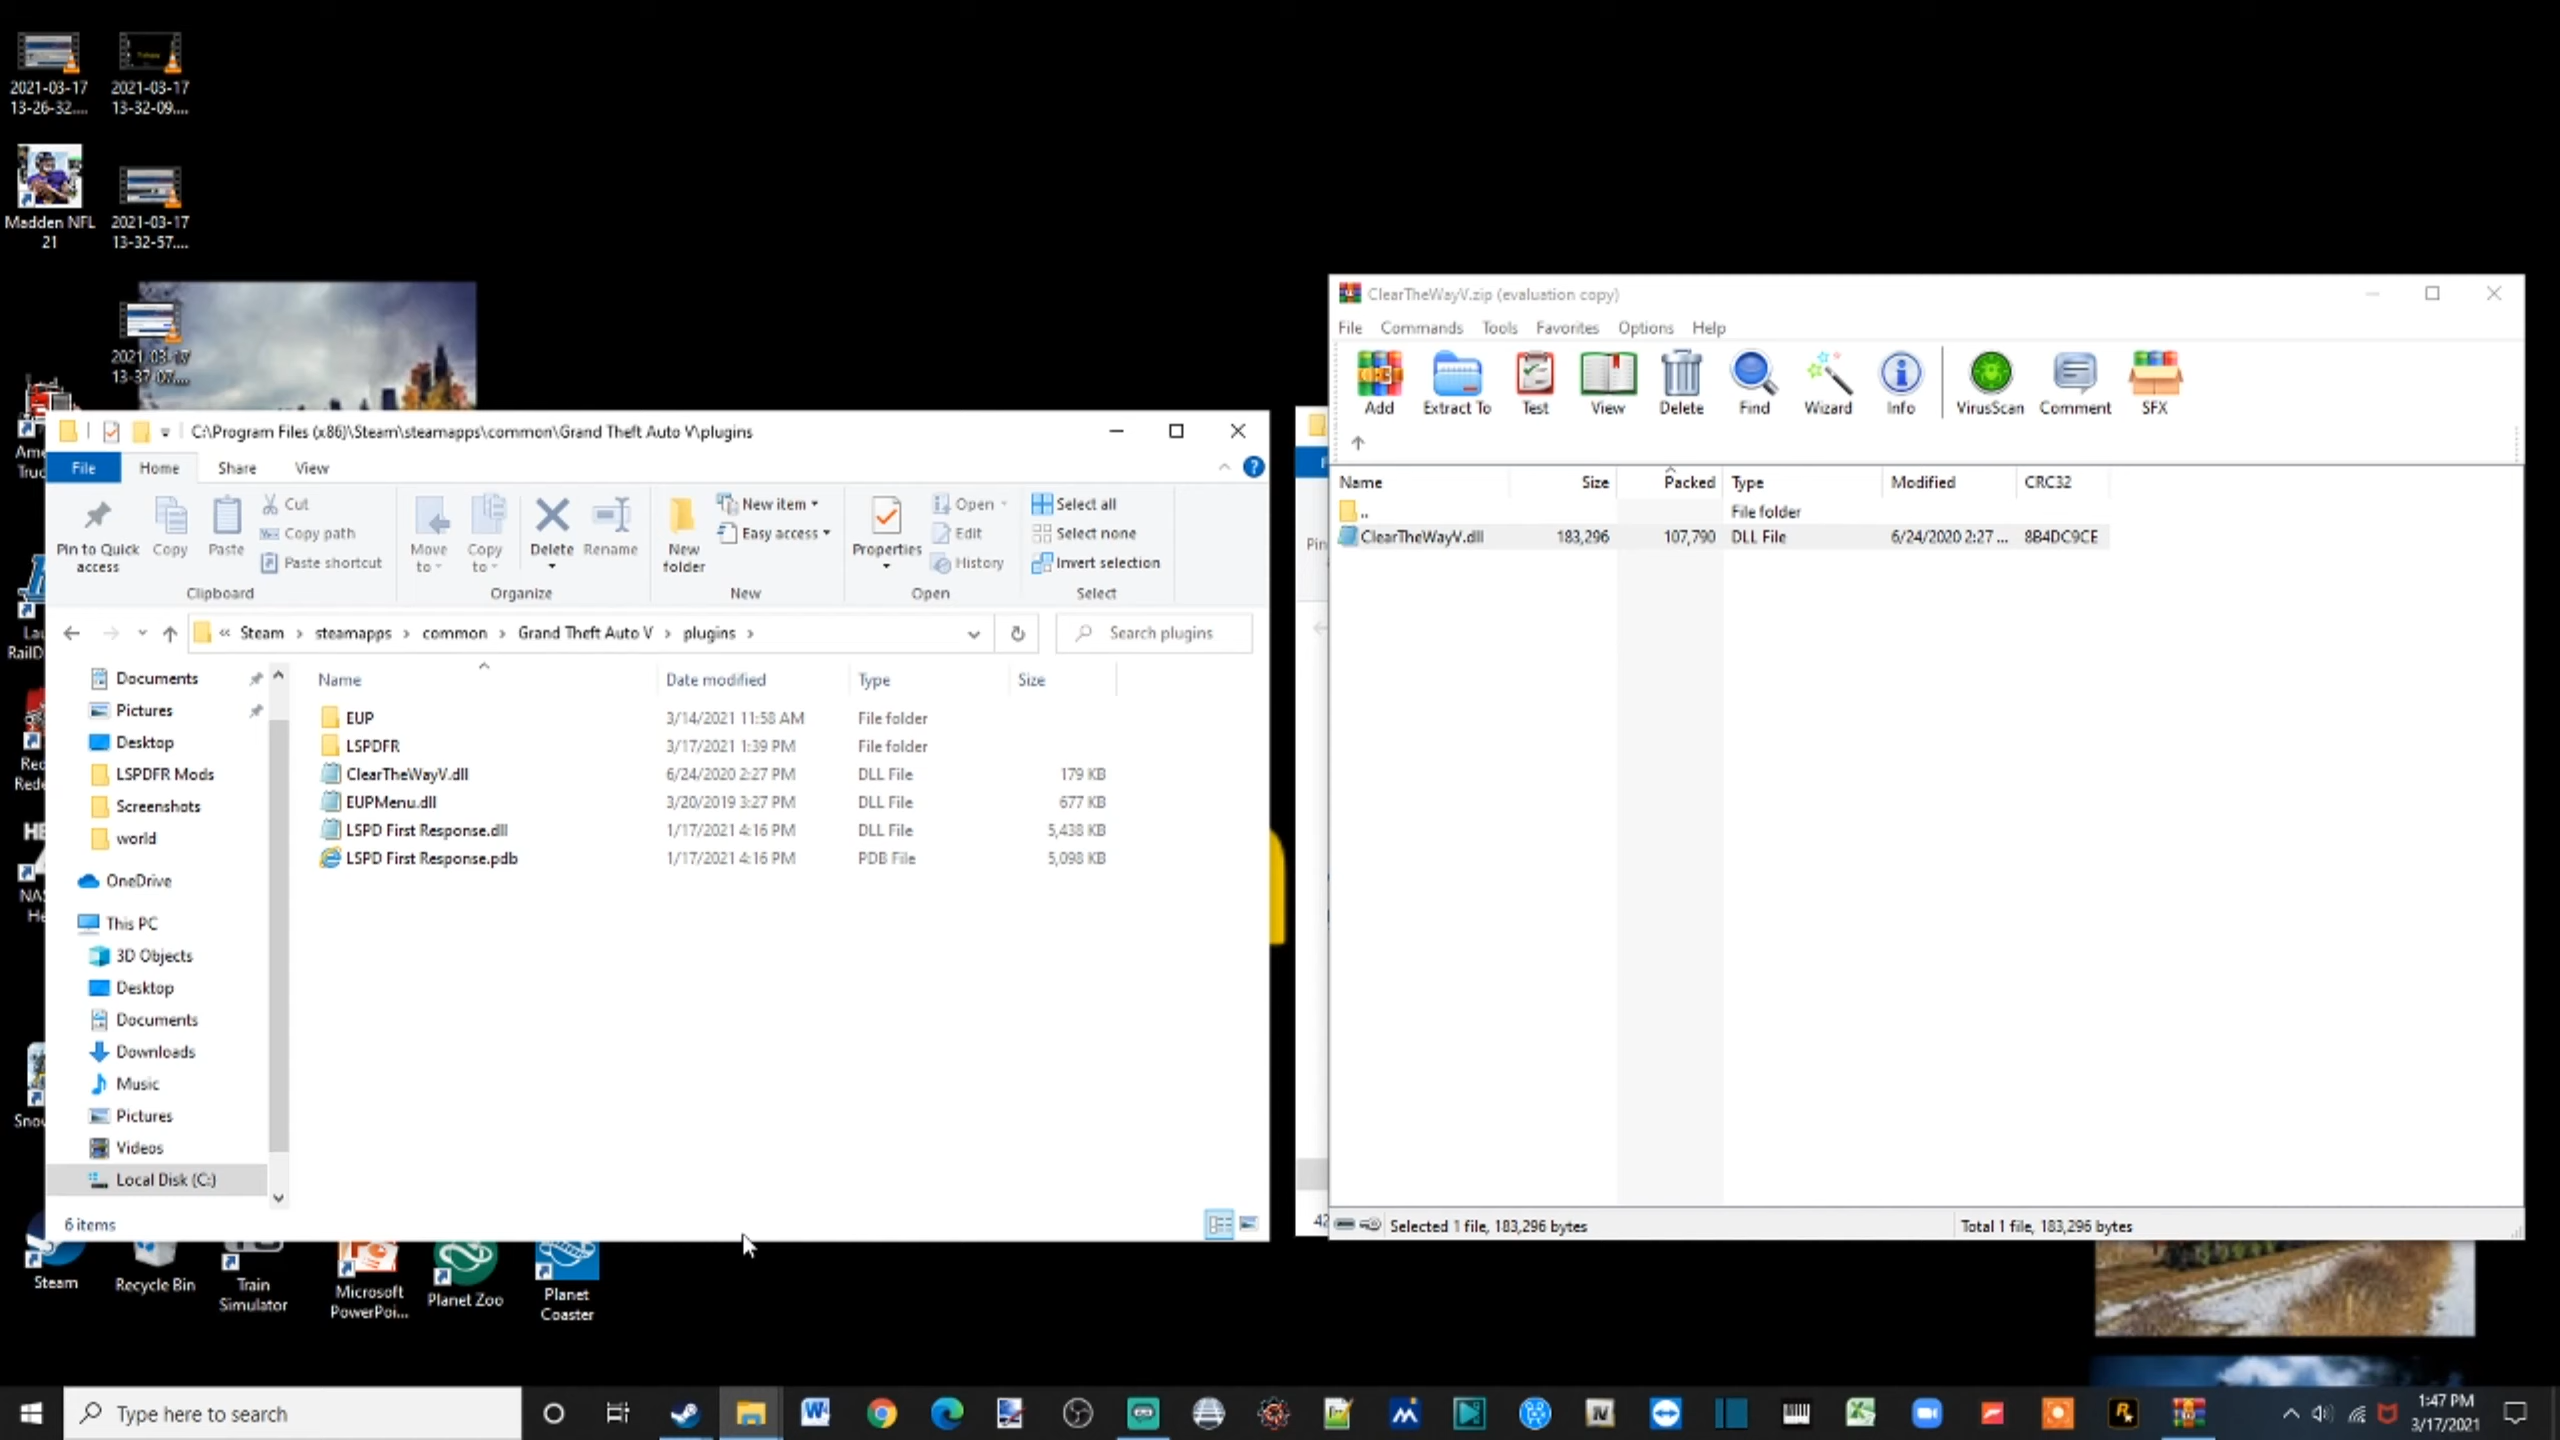 2021-03-17
13-26-32....
2021-03-17
13-32-09....
Madden NFL
21
2021-03-17
13-32-57....
2021-03-17
13-37-07....
C:\Program Files (x86)\Steam\steamapps\common\Grand Theft Auto V\plugins
File Home Share View
Pin to Quick
access
Copy
Paste
Cut
Copy path
Paste shortcut
Clipboard
Move
to
Copy
to
Delete
Rename
Organize
New
folder
New item
Easy access
New
Properties
Open
Edit
History
Open
Select all
Select none
Invert selection
Select
« Steam > steamapps > common > Grand Theft Auto V > plugins >
Search plugins
Documents
Pictures
Desktop
LSPDFR Mods
Screenshots
world
OneDrive
This PC
3D Objects
Desktop
Documents
Downloads
Music
Pictures
Videos
Local Disk (C:)
Name Date modified Type Size
EUP 3/14/2021 11:58 AM File folder
LSPDFR 3/17/2021 1:39 PM File folder
ClearTheWayV.dll 6/24/2020 2:27 PM DLL File 179 KB
EUPMenu.dll 3/20/2019 3:27 PM DLL File 677 KB
LSPD First Response.dll 1/17/2021 4:16 PM DLL File 5,438 KB
LSPD First Response.pdb 1/17/2021 4:16 PM PDB File 5,098 KB
6 items
ClearTheWayV.zip (evaluation copy)
File Commands Tools Favorites Options Help
Add Extract To Test View Delete Find Wizard Info VirusScan Comment SFX
Name Size Packed Type Modified CRC32
.. File folder
ClearTheWayV.dll 183,296 107,790 DLL File 6/24/2020 2:27 ... 8B4DC9CE
Selected 1 file, 183,296 bytes
Total 1 file, 183,296 bytes
Steam
Recycle Bin
Train
Simulator
Microsoft
PowerPoi...
Planet Zoo
Planet
Coaster
Type here to search
1:47 PM
3/17/2021